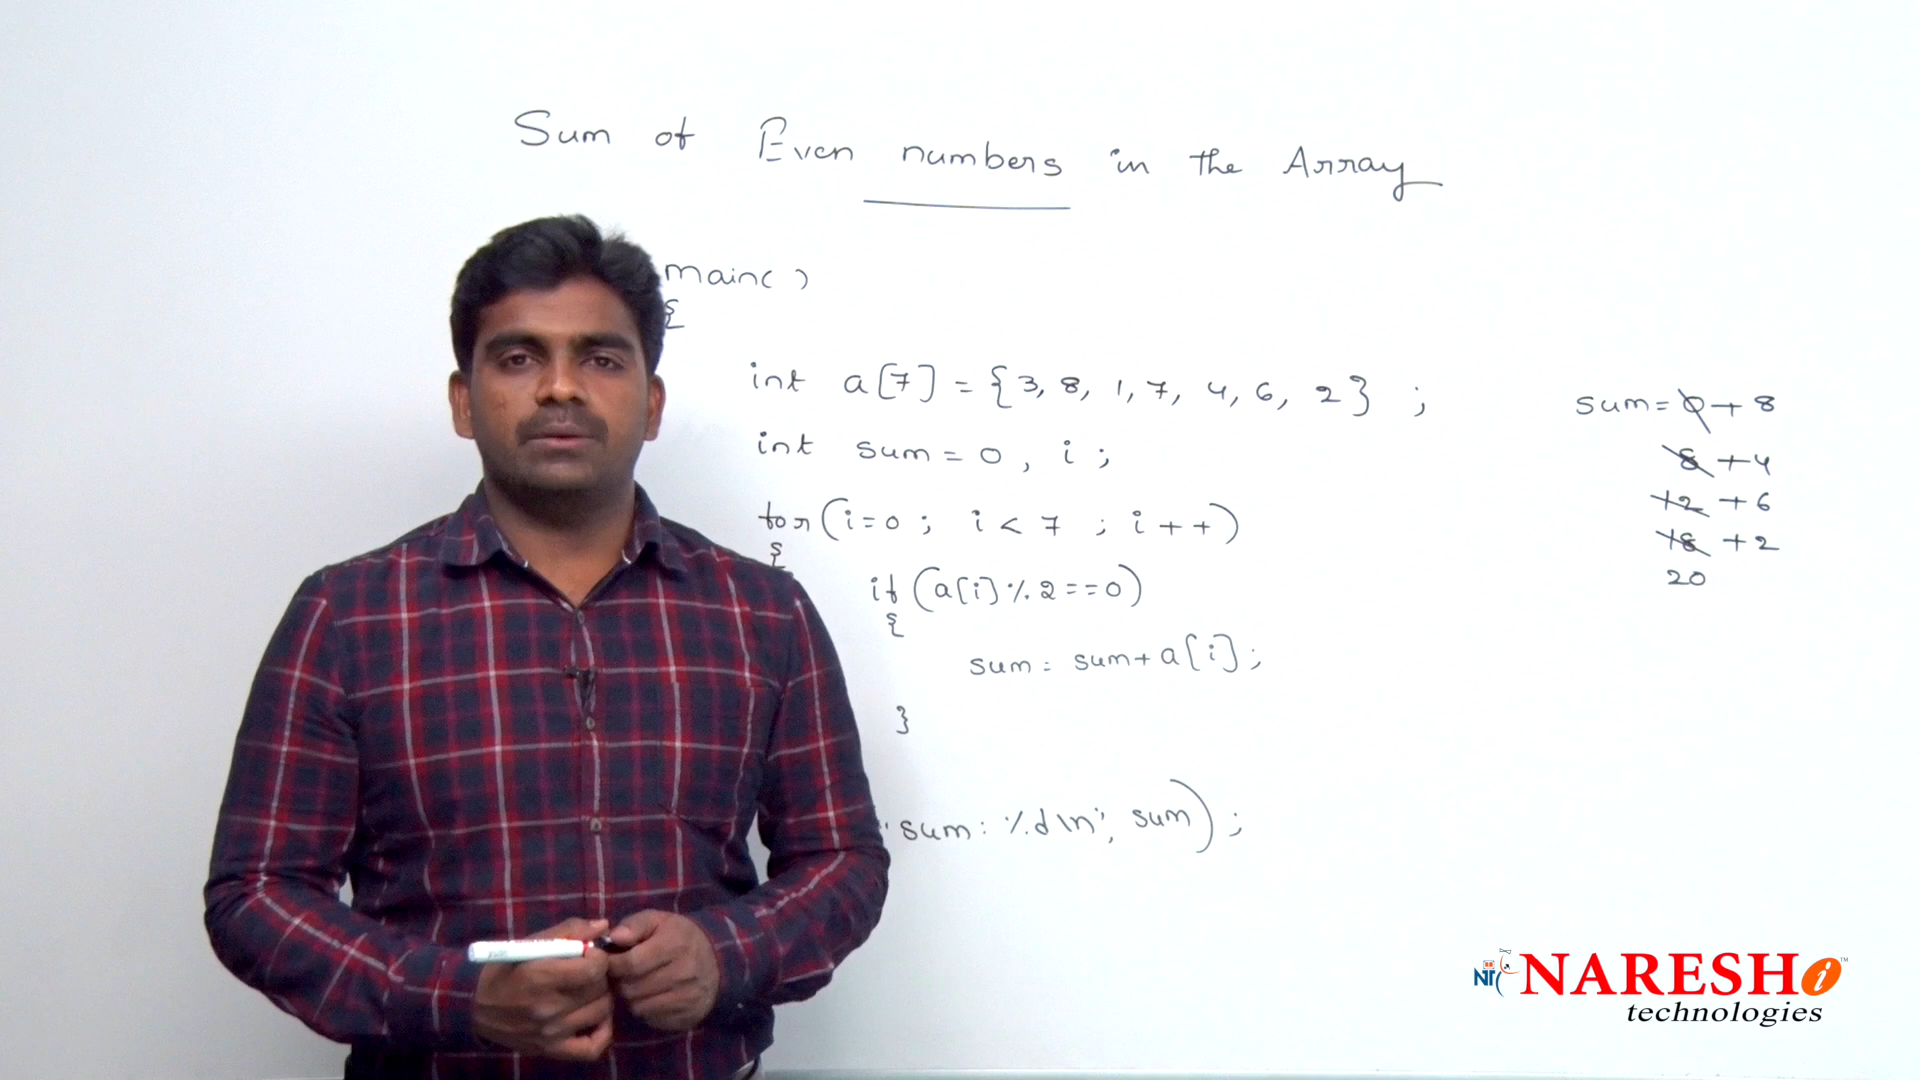 Sum of Even numbers in the Array
main( )
{
int a[7] = {3, 8, 1, 7, 4, 6, 2} ;
int sum = 0 , i ;
for(i=0 ; i < 7 ; i++)
{
if (a[i]%2==0)
{
sum = sum+a[i];
}
"sum: %d\n", sum) ;
sum = 0 + 8
8 + 4
12 + 6
18 + 2
20
NT
NARESH i ™
technologies